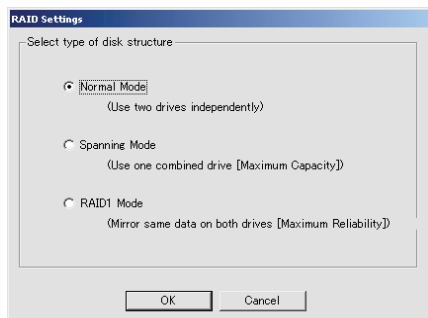 RAID Settings
Select type of disk structure
Normal Mode
(Use two drives independently)
Spanning Mode
(Use one combined drive [Maximum Capacity])
RAID1 Mode
(Mirror same data on both drives [Maximum Reliability])
OK Cancel